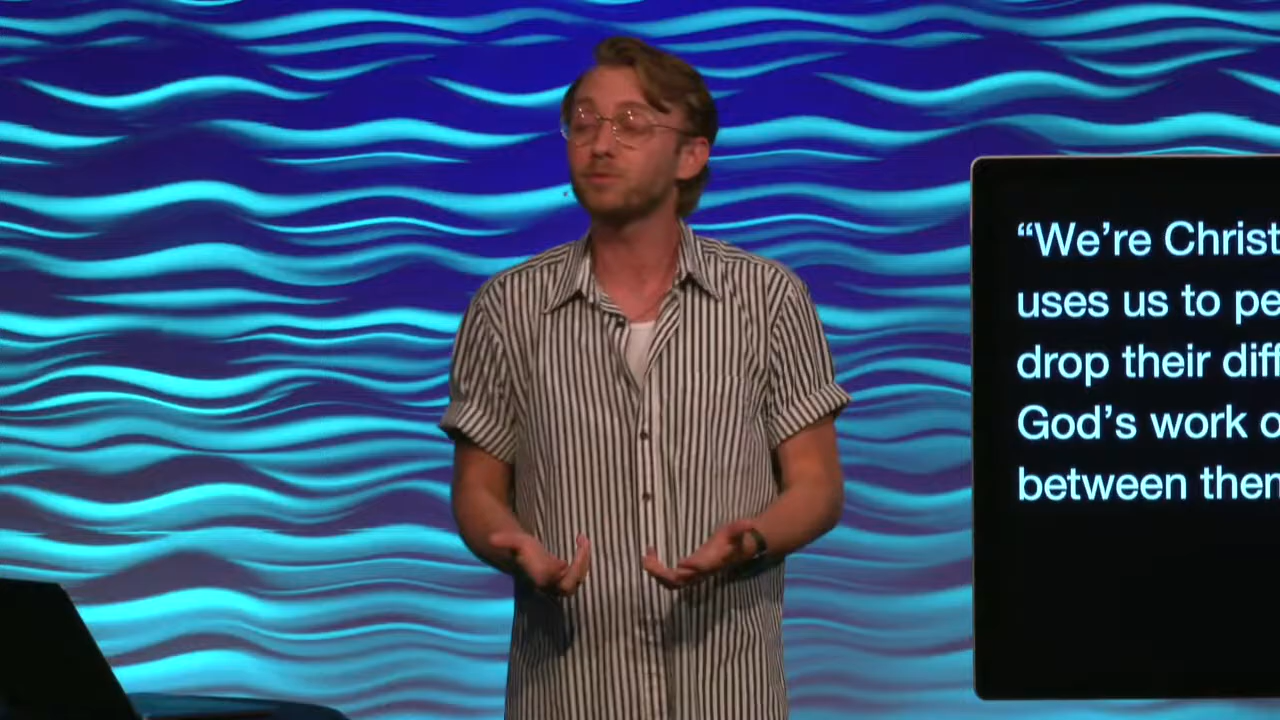 “We’re Christ
uses us to pe
drop their diff
God’s work o
between them